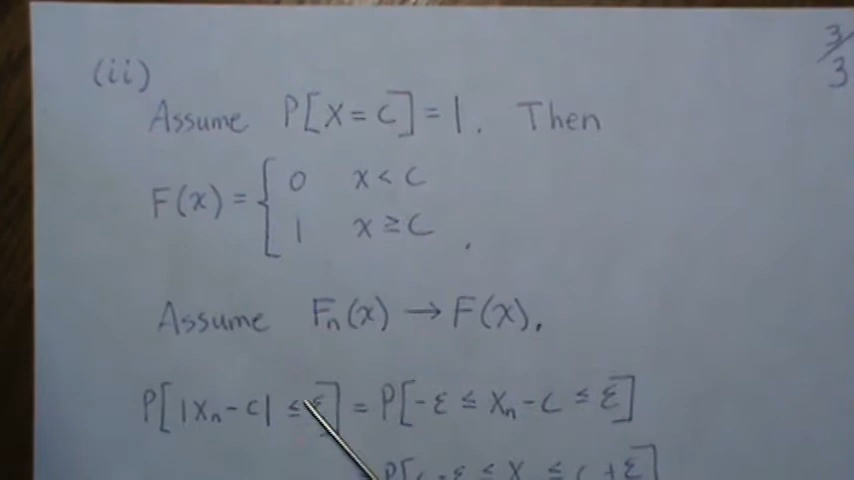 3/3
(ii)
Assume P[X = C] = 1. Then
F(x) = { 0 x < C
1 x ≥ C .
Assume Fn(x) → F(x).
P[|Xn - C| ≤ ε] = P[-ε ≤ Xn - C ≤ ε]
P[C - ε ≤ X ≤ C + ε]